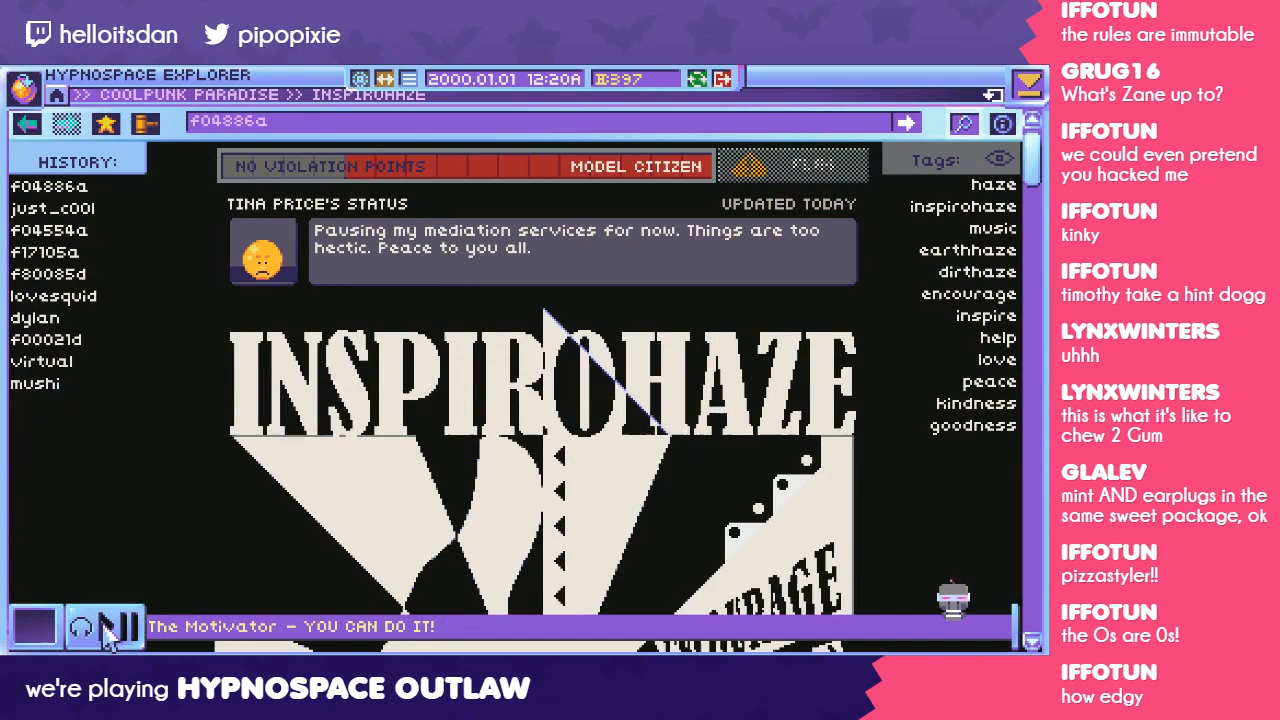 helloitsdan pipopixie
HYPNOSPACE EXPLORER
2000.01.01 12:20A
397
>> COOLPUNK PARADISE >> INSPIROHAZE
f04886a
HISTORY:
f04886a
just_c00l
f04554a
f17105a
f80085d
lovesquid
dylan
f00021d
virtual
mushi
NO VIOLATION POINTS
MODEL CITIZEN
TINA PRICE'S STATUS
UPDATED TODAY
Pausing my mediation services for now. Things are too
hectic. Peace to you all.
INSPIROHAZE
Tags:
haze
inspirohaze
music
earthhaze
dirthaze
encourage
inspire
help
love
peace
kindness
goodness
The Motivator - YOU CAN DO IT!
we're playing HYPNOSPACE OUTLAW
IFFOTUN
the rules are immutable
GRUG16
What's Zane up to?
IFFOTUN
we could even pretend
you hacked me
IFFOTUN
kinky
IFFOTUN
timothy take a hint dogg
LYNXWINTERS
uhhh
LYNXWINTERS
this is what it's like to
chew 2 Gum
GLALEV
mint AND earplugs in the
same sweet package, ok
IFFOTUN
pizzastyler!!
IFFOTUN
the Os are 0s!
IFFOTUN
how edgy